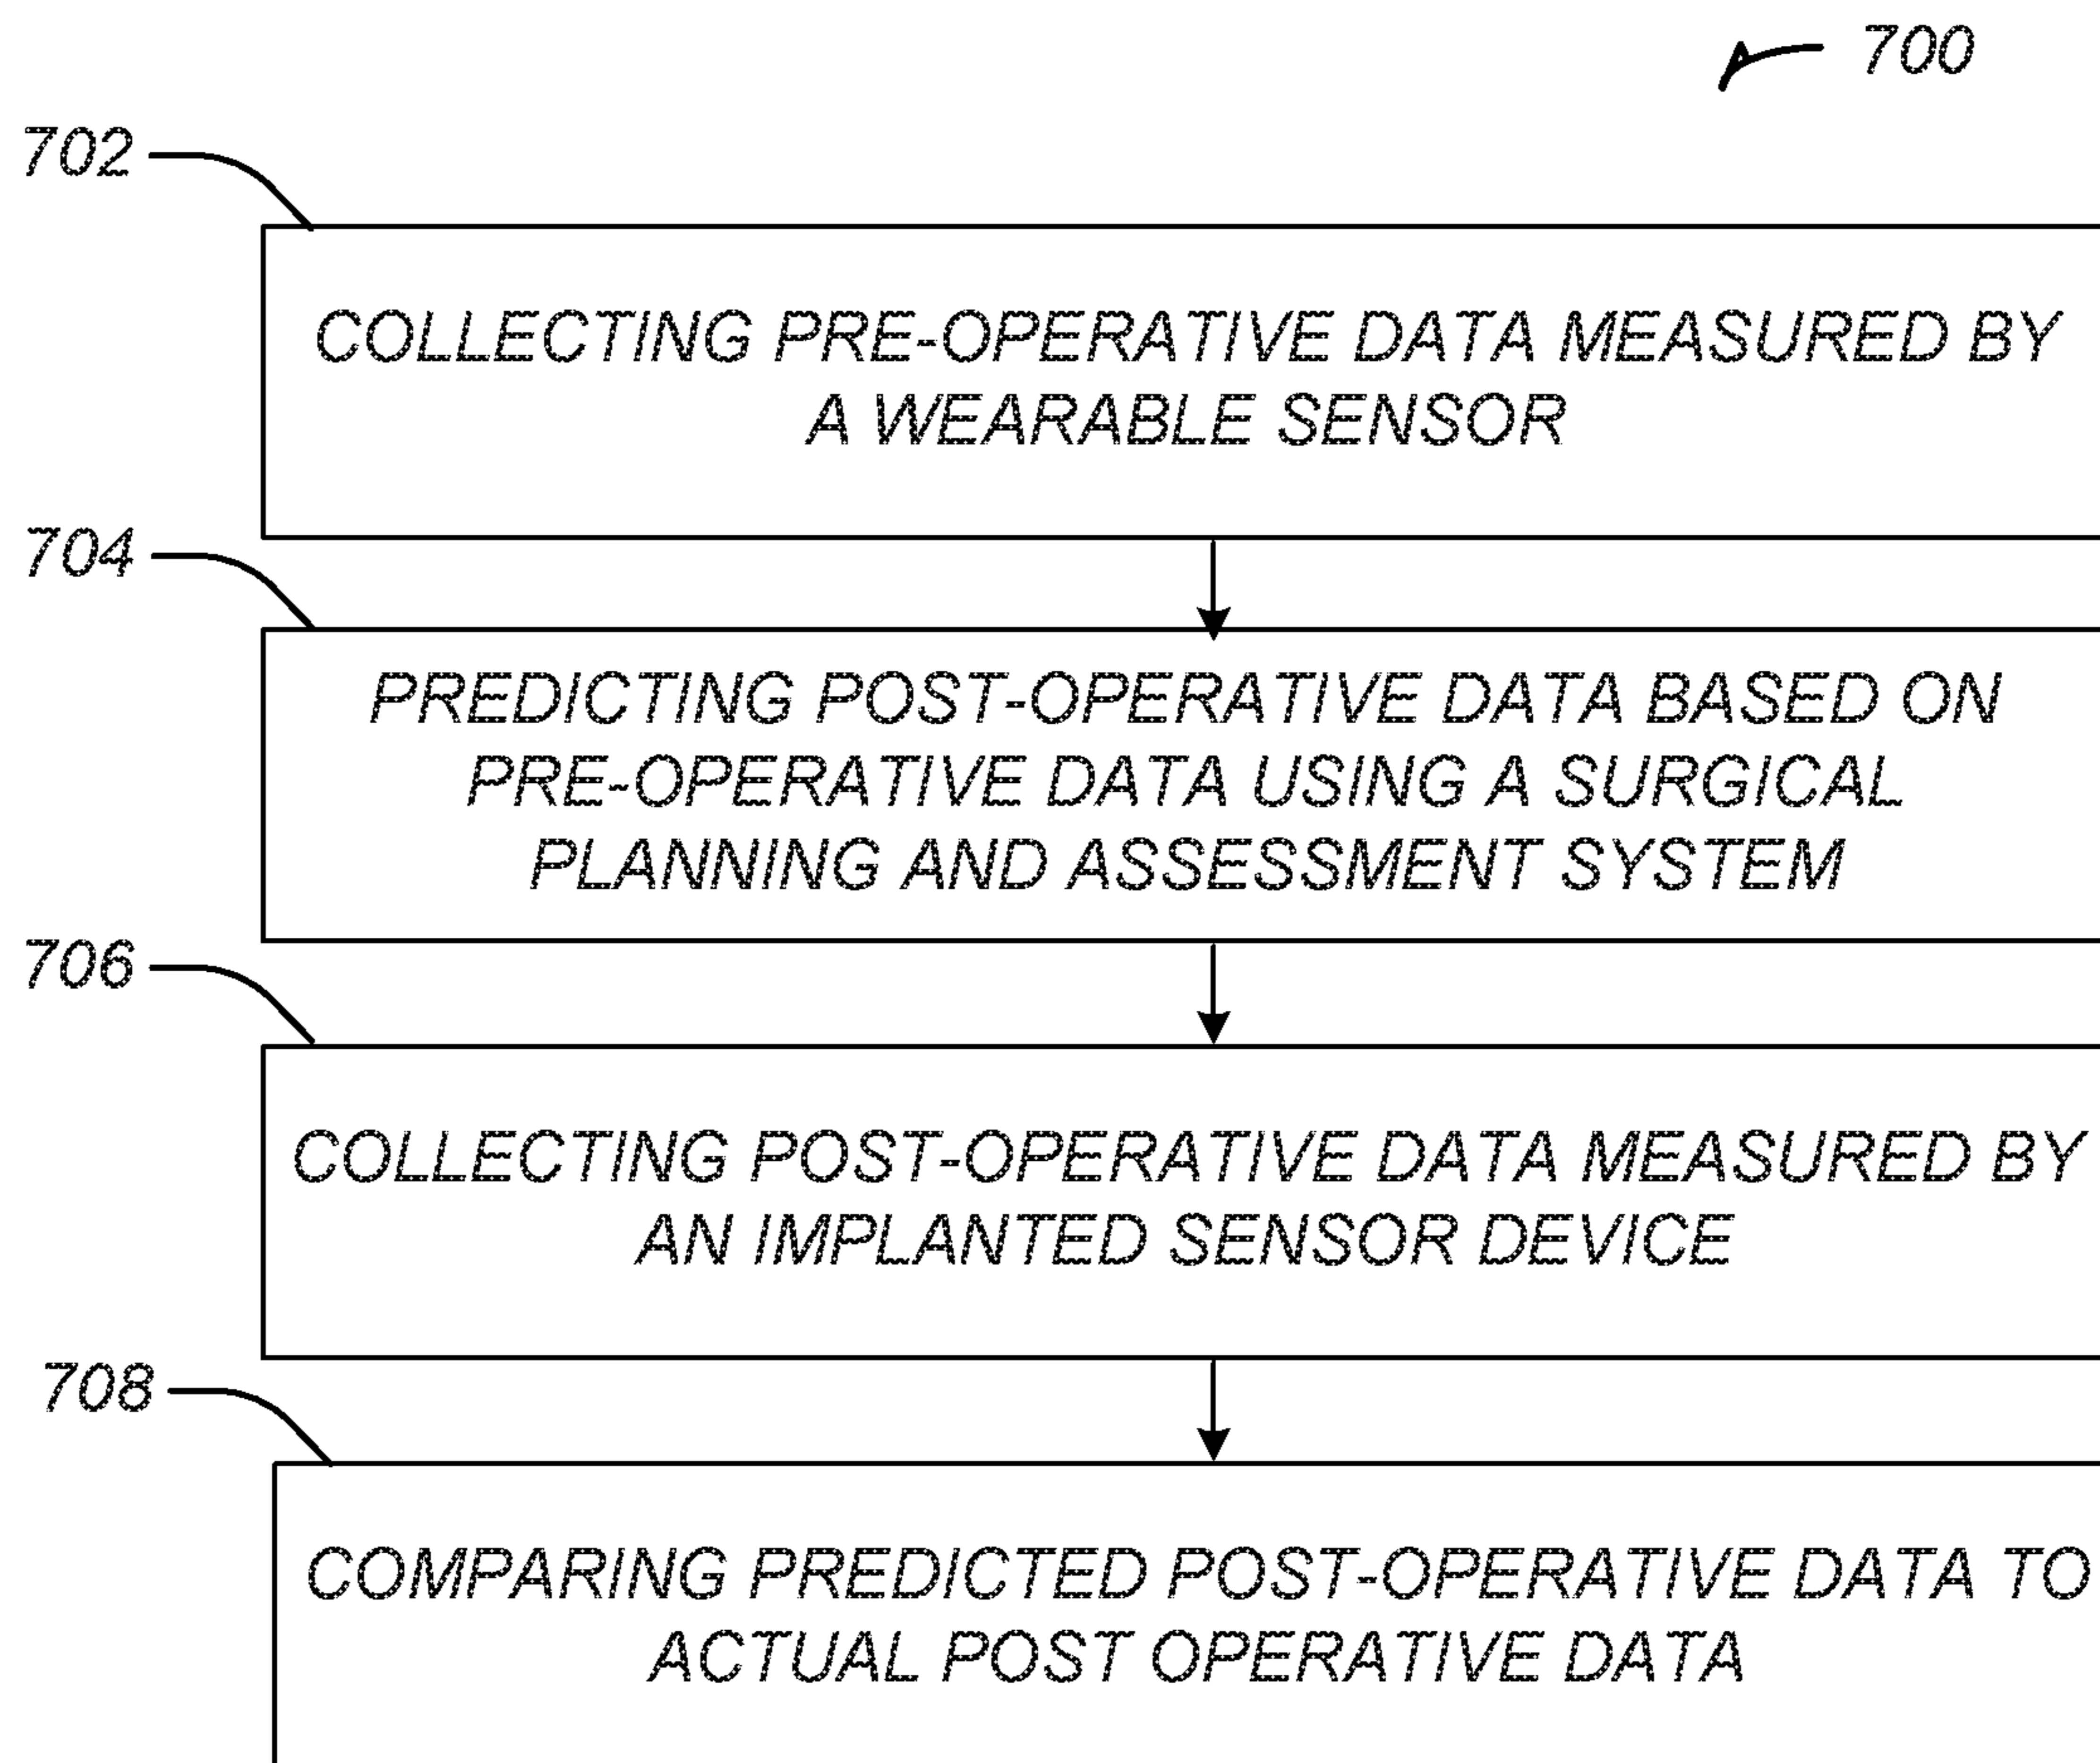 700
702
COLLECTING PRE-OPERATIVE DATA MEASURED BY
A WEARABLE SENSOR
704
PREDICTING POST-OPERATIVE DATA BASED ON
PRE-OPERATIVE DATA USING A SURGICAL
PLANNING AND ASSESSMENT SYSTEM
706
COLLECTING POST-OPERATIVE DATA MEASURED BY
AN IMPLANTED SENSOR DEVICE
708
COMPARING PREDICTED POST-OPERATIVE DATA TO
ACTUAL POST OPERATIVE DATA